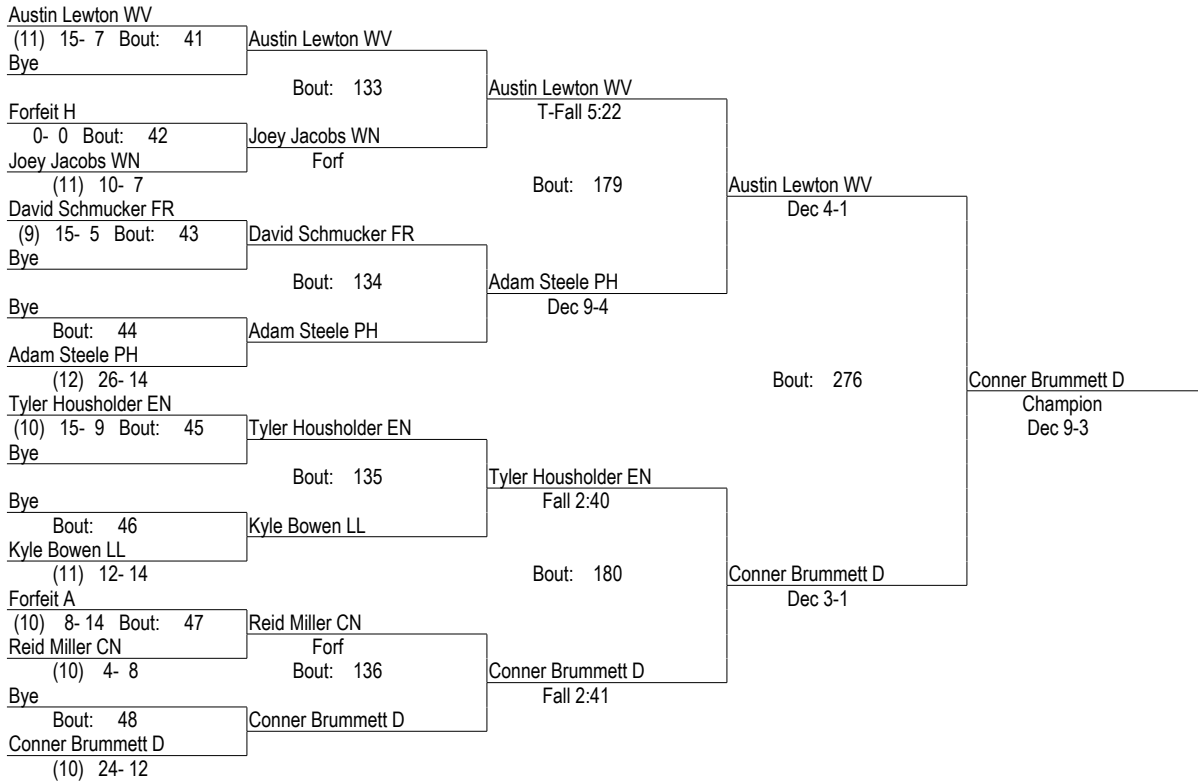 Austin Lewton WV
(11) 15- 7 Bout: 41
Bye
Austin Lewton WV
Bout: 133
Forfeit H
0- 0 Bout: 42
Joey Jacobs WN
(11) 10- 7
Joey Jacobs WN
Forf
Austin Lewton WV
T-Fall 5:22
Bout: 179
David Schmucker FR
(9) 15- 5 Bout: 43
Bye
David Schmucker FR
Bout: 134
Bye
Bout: 44
Adam Steele PH
(12) 26- 14
Adam Steele PH
Adam Steele PH
Dec 9-4
Austin Lewton WV
Dec 4-1
Bout: 276
Tyler Housholder EN
(10) 15- 9 Bout: 45
Bye
Tyler Housholder EN
Bout: 135
Bye
Bout: 46
Kyle Bowen LL
(11) 12- 14
Kyle Bowen LL
Tyler Housholder EN
Fall 2:40
Bout: 180
Forfeit A
(10) 8- 14 Bout: 47
Reid Miller CN
(10) 4- 8
Reid Miller CN
Forf
Bout: 136
Bye
Bout: 48
Conner Brummett D
(10) 24- 12
Conner Brummett D
Conner Brummett D
Fall 2:41
Conner Brummett D
Dec 3-1
Conner Brummett D
Champion
Dec 9-3